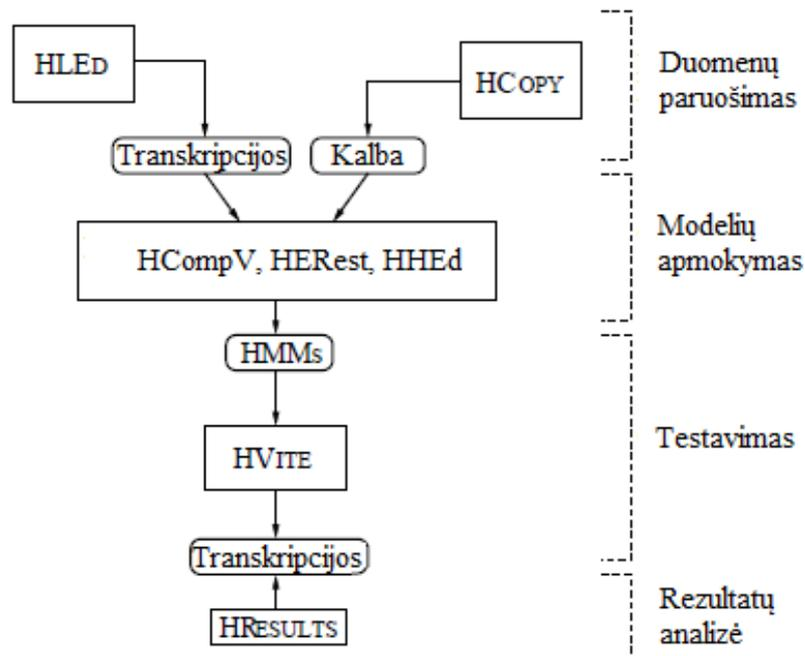 HLED
HCOPY
Duomenų
paruošimas
Transkripcijos
Kalba
Modelių
apmokymas
HCompV, HERest, HHEd
HMMs
Testavimas
HVITE
Transkripcijos
Rezultatų
analizė
HRESULTS